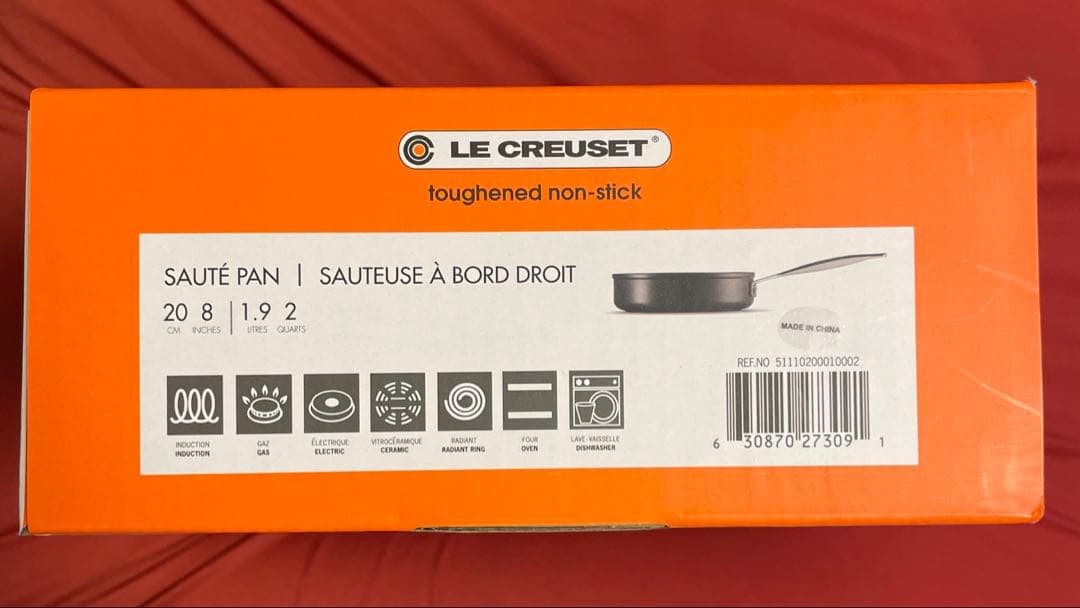 LE CREUSET®
toughened non-stick
SAUTÉ PAN | SAUTEUSE À BORD DROIT
20 8 | 1.9 2
CM INCHES LITRES QUARTS
MADE IN CHINA
REF.NO 51110200010002
INDUCTION
INDUCTION
GAZ
GAS
ÉLECTRIQUE
ELECTRIC
VITROCÉRAMIQUE
CERAMIC
RADIANT
RADIANT RING
FOUR
OVEN
LAVE-VAISSELLE
DISHWASHER
6 30870 27309 1